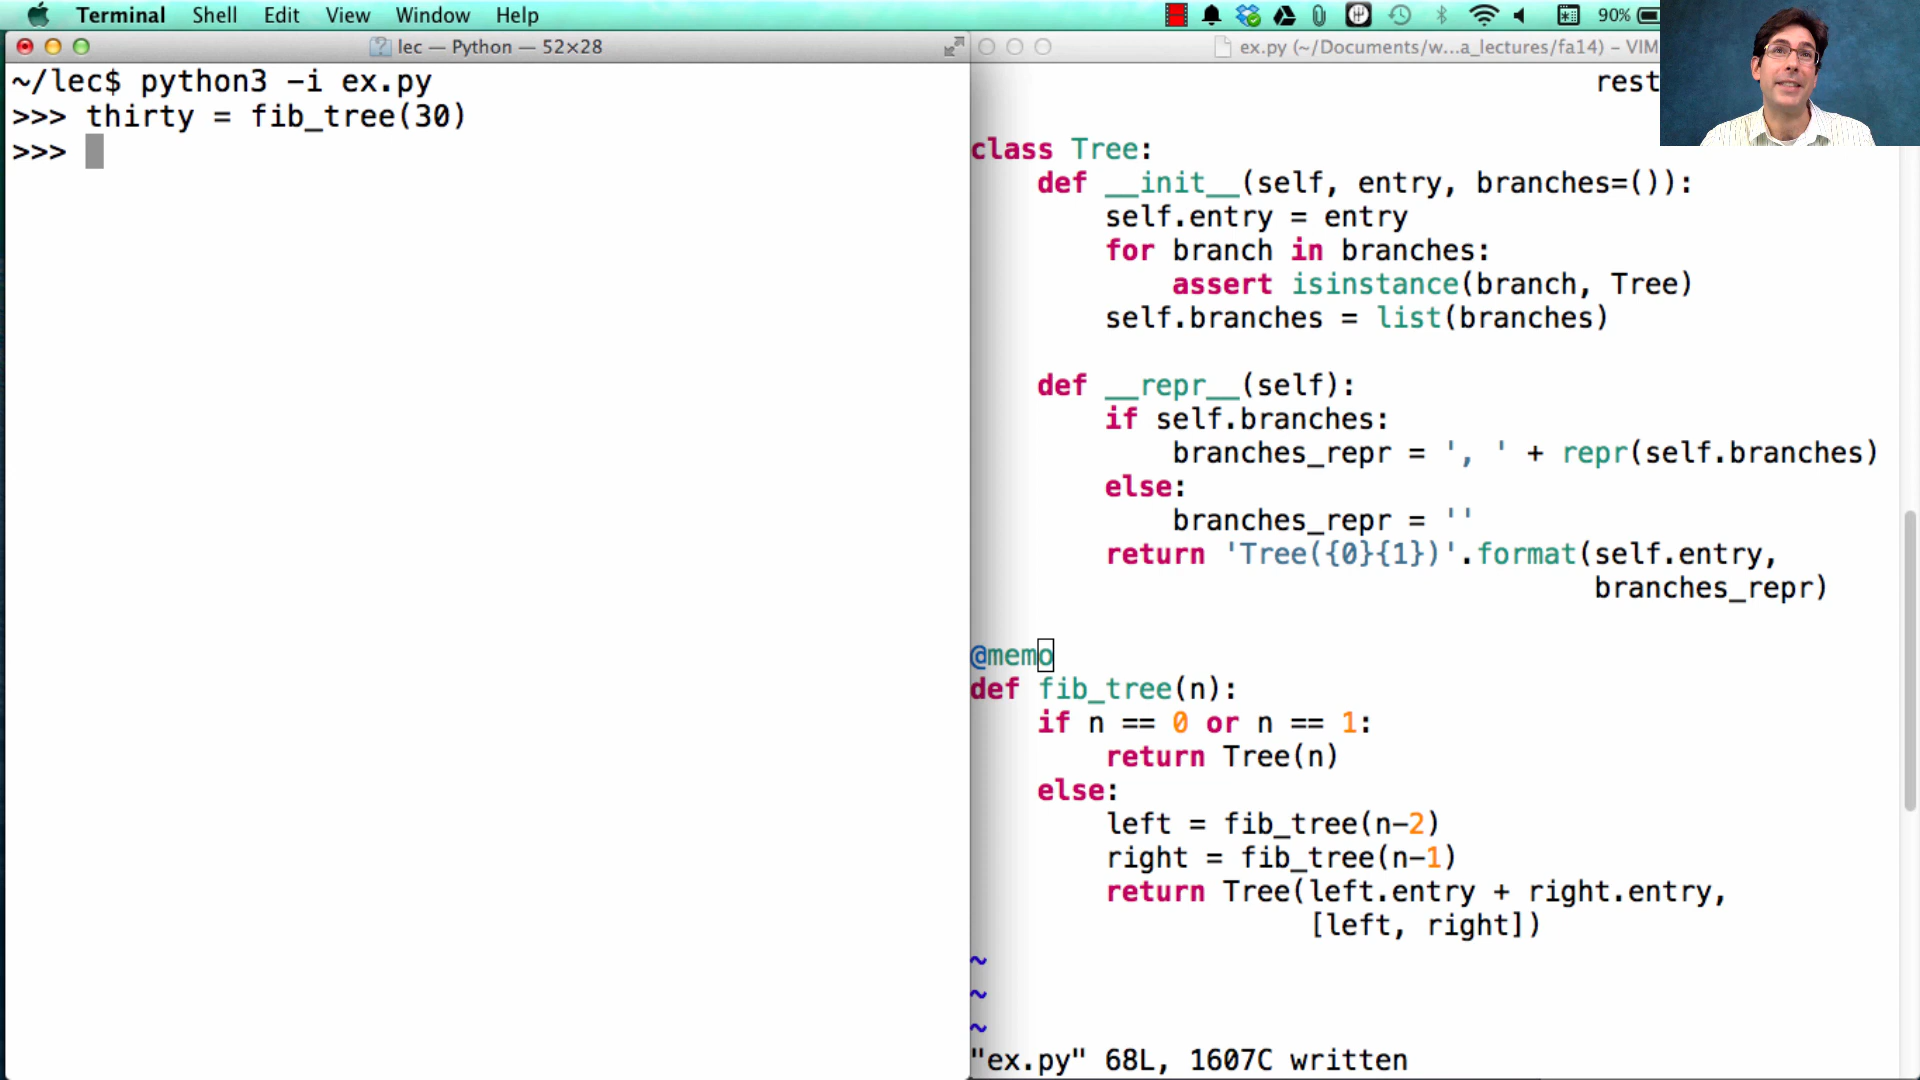 Terminal Shell Edit View Window Help 90%
lec — Python — 52×28
~/lec$ python3 -i ex.py
>>> thirty = fib_tree(30)
>>>
ex.py (~/Documents/w...a_lectures/fa14) – VIM
rest
class Tree:
    def __init__(self, entry, branches=()):
        self.entry = entry
        for branch in branches:
            assert isinstance(branch, Tree)
        self.branches = list(branches)
    def __repr__(self):
        if self.branches:
            branches_repr = ', ' + repr(self.branches)
        else:
            branches_repr = ''
        return 'Tree({0}{1})'.format(self.entry,
                                     branches_repr)
@memo
def fib_tree(n):
    if n == 0 or n == 1:
        return Tree(n)
    else:
        left = fib_tree(n-2)
        right = fib_tree(n-1)
        return Tree(left.entry + right.entry,
                    [left, right])
~
~
~
"ex.py" 68L, 1607C written